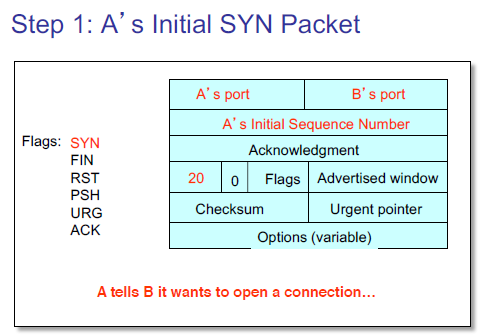 Step 1: A’s Initial SYN Packet
A’s port
B’s port
A’s Initial Sequence Number
Flags: SYN
Acknowledgment
FIN
20
0
Flags
Advertised window
RST
PSH
Checksum
Urgent pointer
URG
ACK
Options (variable)
A tells B it wants to open a connection…